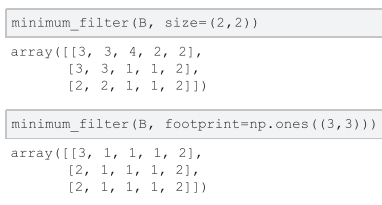 minimum_filter(B, size=(2,2))
array([[3, 3, 4, 2, 2],
       [3, 3, 1, 1, 2],
       [2, 2, 1, 1, 2]])
minimum_filter(B, footprint=np.ones((3,3)))
array([[3, 1, 1, 1, 2],
       [2, 1, 1, 1, 2],
       [2, 1, 1, 1, 2]])